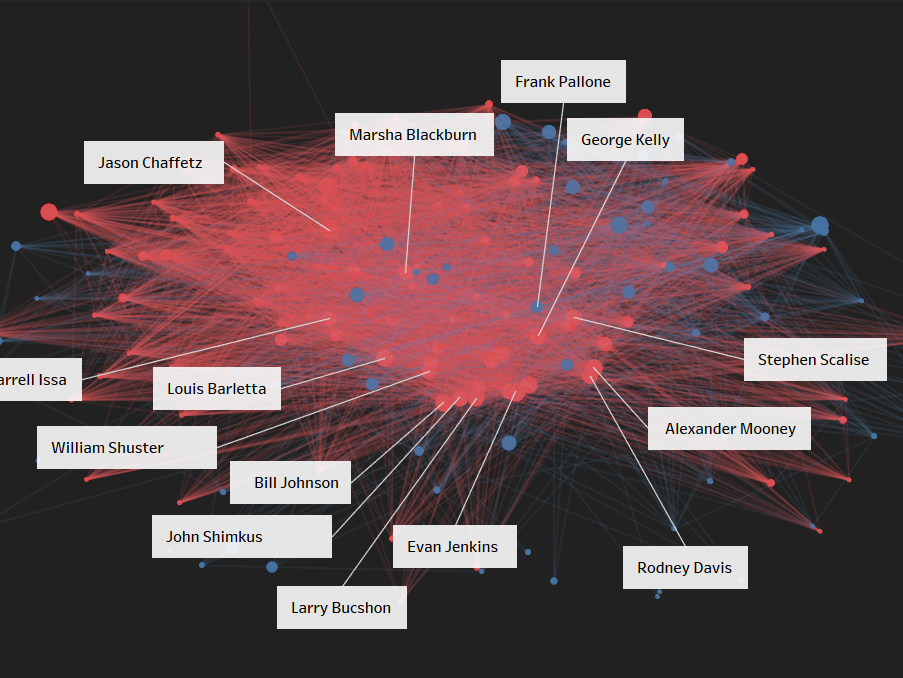 Frank Pallone
Marsha Blackburn
George Kelly
Jason Chaffetz
Stephen Scalise
arrell Issa
Louis Barletta
Alexander Mooney
William Shuster
Bill Johnson
John Shimkus
Evan Jenkins
Rodney Davis
Larry Bucshon